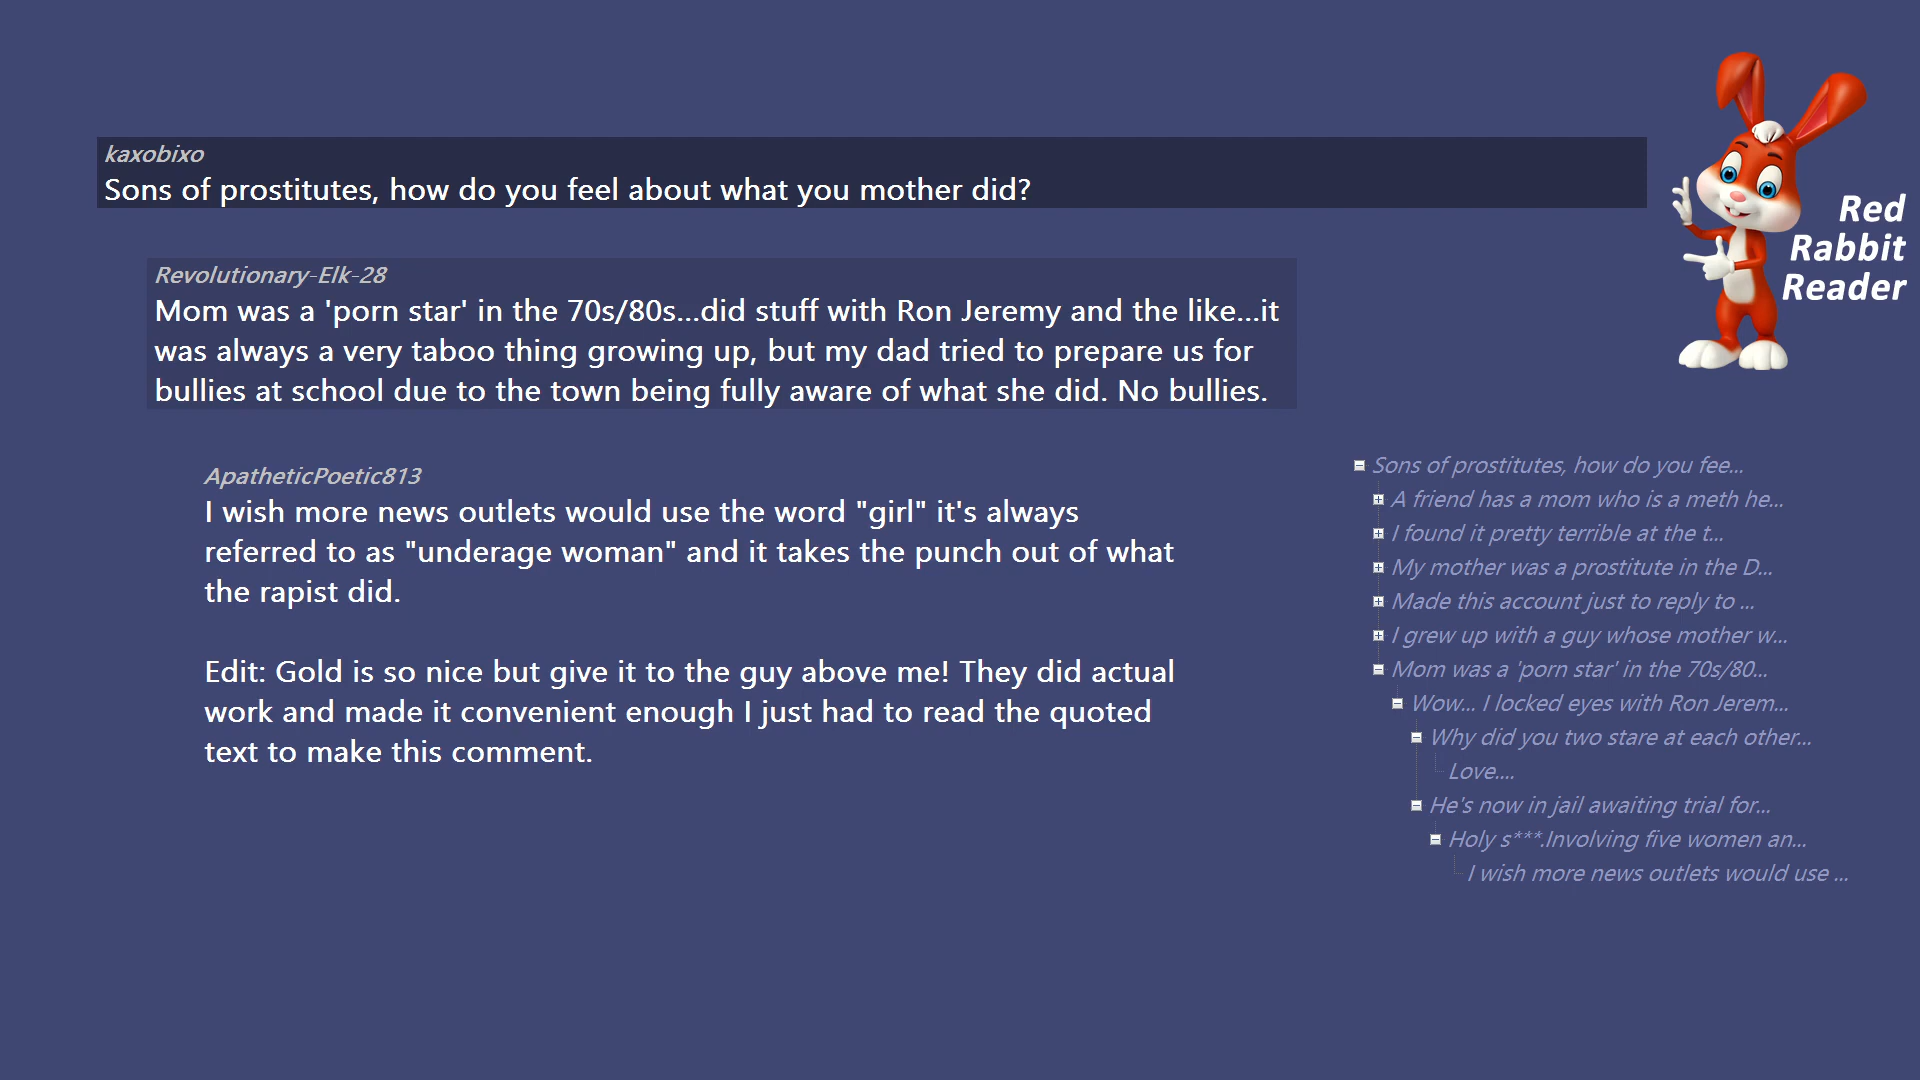 kaxobixo
Sons of prostitutes, how do you feel about what you mother did?
Red
Rabbit
Reader
Revolutionary-Elk-28
Mom was a 'porn star' in the 70s/80s...did stuff with Ron Jeremy and the like...it
was always a very taboo thing growing up, but my dad tried to prepare us for
bullies at school due to the town being fully aware of what she did. No bullies.
ApatheticPoetic813
I wish more news outlets would use the word "girl" it's always
referred to as "underage woman" and it takes the punch out of what
the rapist did.
Edit: Gold is so nice but give it to the guy above me! They did actual
work and made it convenient enough I just had to read the quoted
text to make this comment.
Sons of prostitutes, how do you fee...
A friend has a mom who is a meth he...
I found it pretty terrible at the t...
My mother was a prostitute in the D...
Made this account just to reply to ...
I grew up with a guy whose mother w...
Mom was a 'porn star' in the 70s/80...
Wow... I locked eyes with Ron Jerem...
Why did you two stare at each other...
Love....
He's now in jail awaiting trial for...
Holy s***.Involving five women an...
I wish more news outlets would use ...